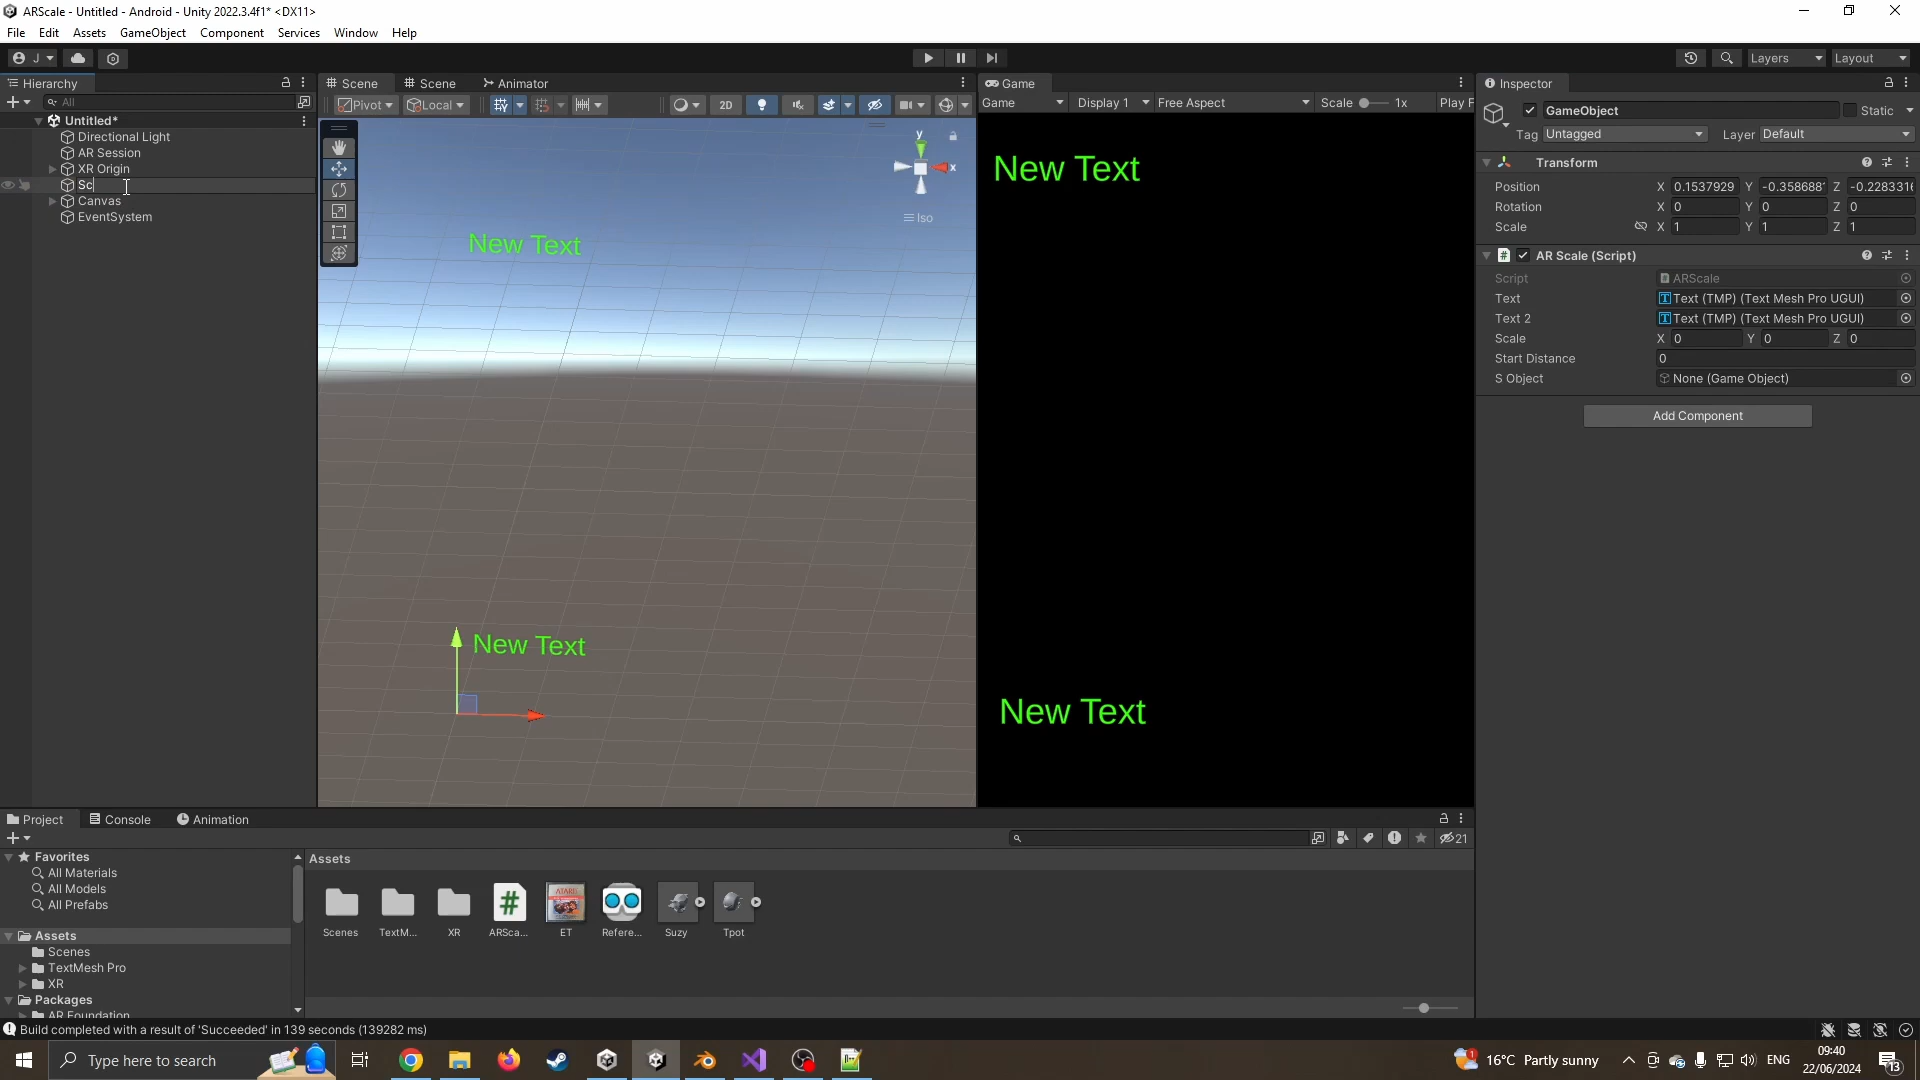 ARScale - Untitled - Android - Unity 2022.3.4f1* <DX11>
File Edit Assets GameObject Component Services Window Help
J Layers Layout
Hierarchy Scene Scene Animator Game Inspector
All Pivot Local 2D Game Display 1 Free Aspect Scale 1x Play F
GameObject Static
Untitled*
Tag Untagged Layer Default
Directional Light
AR Session
XR Origin
Sc
Canvas
EventSystem
y
x
Iso
New Text
New Text
New Text
New Text
Transform
Position X 0.1537929 Y -0.358688 Z -0.2283316
Rotation X 0 Y 0 Z 0
Scale X 1 Y 1 Z 1
AR Scale (Script)
Script ARScale
Text Text (TMP) (Text Mesh Pro UGUI)
Text 2 Text (TMP) (Text Mesh Pro UGUI)
Scale X 0 Y 0 Z 0
Start Distance 0
S Object None (Game Object)
Add Component
Project Console Animation
21
Favorites
All Materials
All Models
All Prefabs
Assets
Scenes
TextMesh Pro
XR
Packages
AR Foundation
Assets
Scenes TextM... XR ARSca... ET Refere... Suzy Tpot
Build completed with a result of 'Succeeded' in 139 seconds (139282 ms)
Type here to search
16°C Partly sunny ENG 09:40
22/06/2024 13